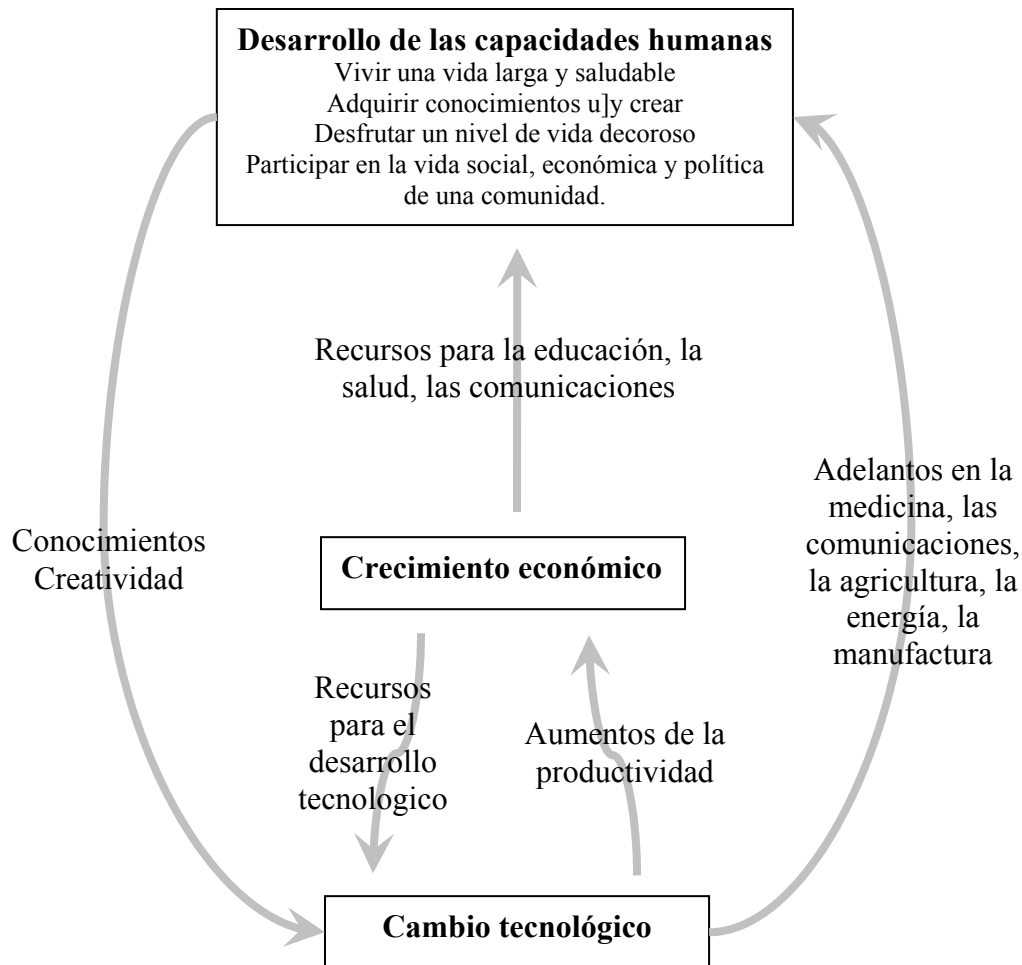 Desarrollo de las capacidades humanas
Vivir una vida larga y saludable
Adquirir conocimientos u]y crear
Desfrutar un nivel de vida decoroso
Participar en la vida social, económica y política
de una comunidad.
Recursos para la educación, la
salud, las comunicaciones
Conocimientos
Creatividad
Adelantos en la
medicina, las
comunicaciones,
la agricultura, la
energía, la
manufactura
Crecimiento económico
Recursos
para el
desarrollo
tecnologico
Aumentos de la
productividad
Cambio tecnológico